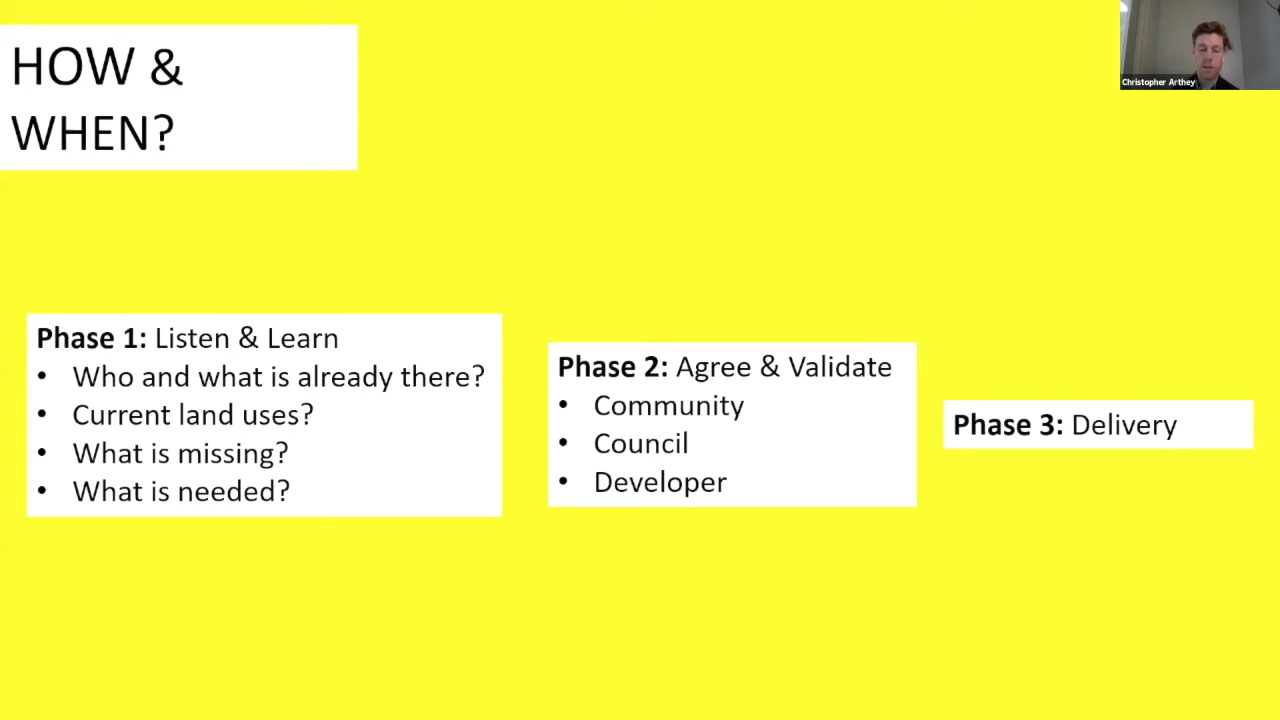 HOW &
WHEN?
Christopher Arthey
Phase 1: Listen & Learn
• Who and what is already there?
• Current land uses?
• What is missing?
• What is needed?
Phase 2: Agree & Validate
• Community
• Council
• Developer
Phase 3: Delivery